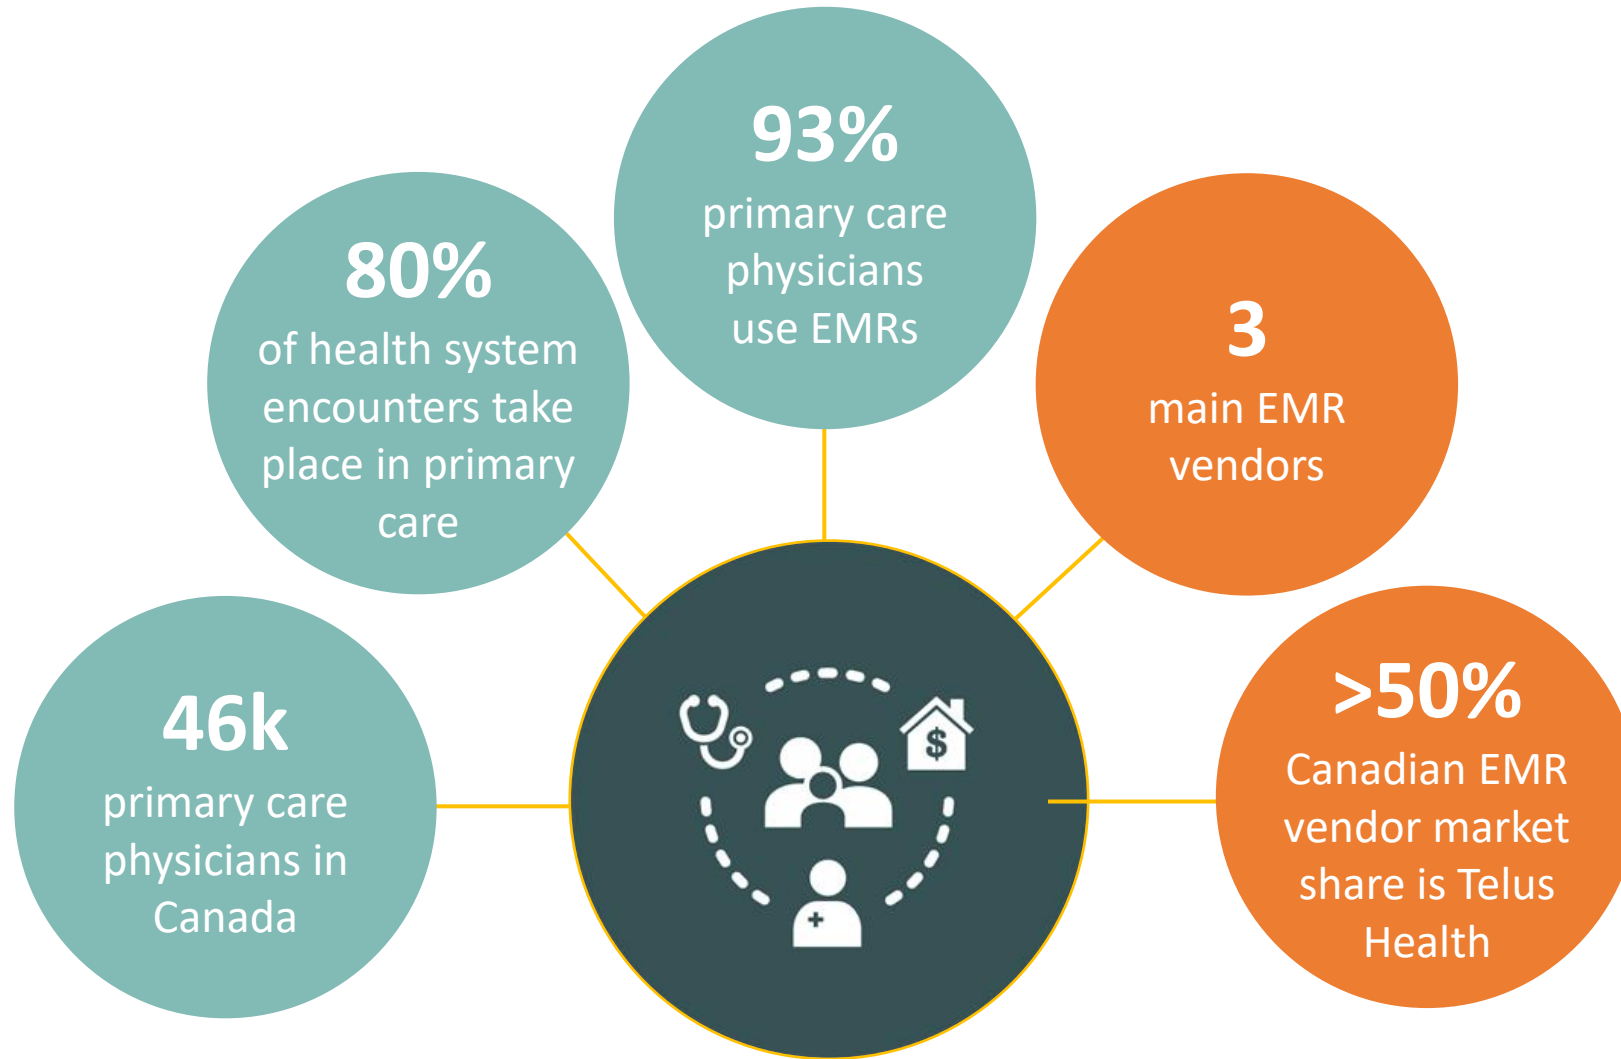 46k
primary care
physicians in
Canada
80%
of health system
encounters take
place in primary
care
93%
primary care
physicians
use EMRs
3
main EMR
vendors
>50%
Canadian EMR
vendor market
share is Telus
Health
$